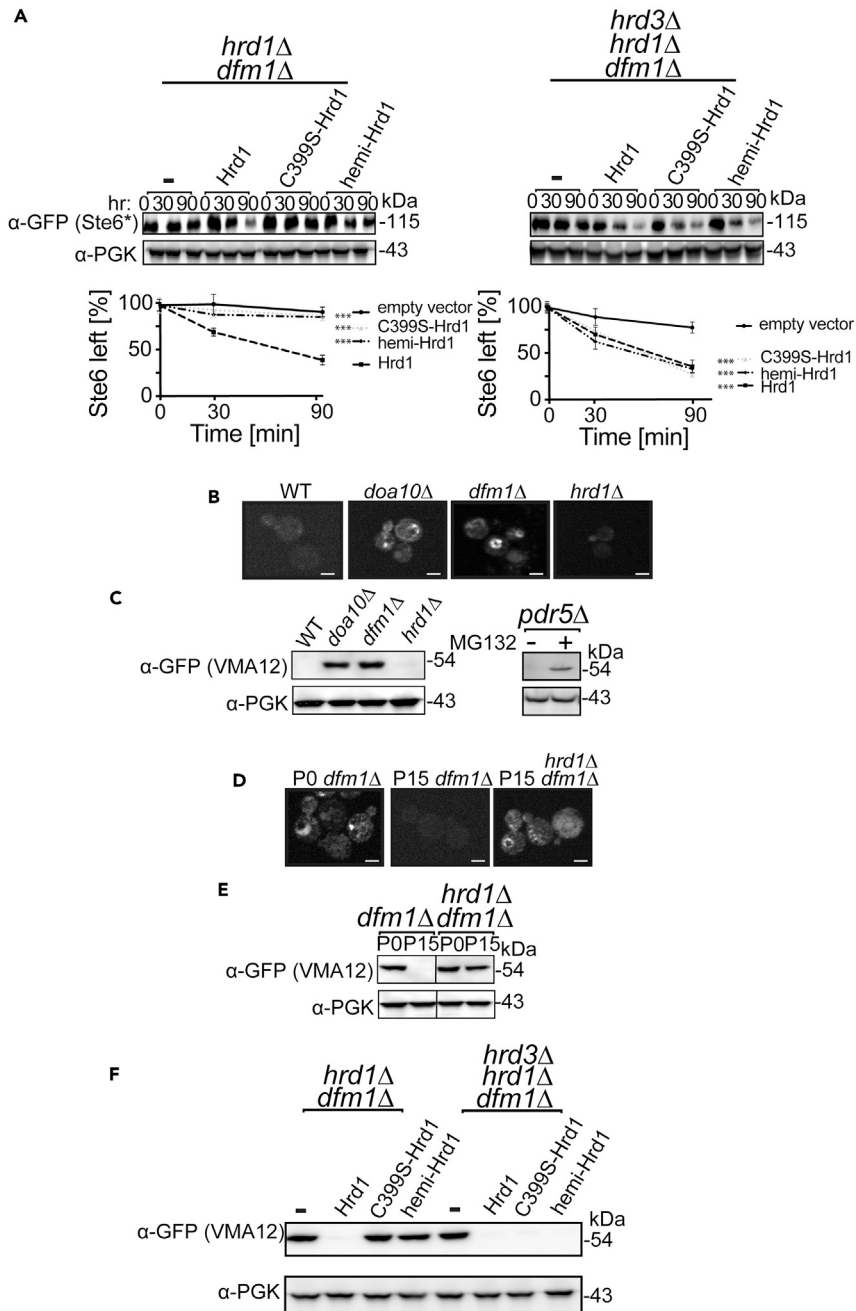 A
hrd1Δ
dfm1Δ
hrd3Δ
hrd1Δ
dfm1Δ
- Hrd1 C399S-Hrd1 hemi-Hrd1
- Hrd1 C399S-Hrd1 hemi-Hrd1
hr: 0 30 90 0 30 90 0 30 90 0 30 90 kDa
0 30 90 0 30 90 0 30 90 0 30 90 kDa
α-GFP (Ste6*) -115 -115
α-PGK -43 -43
Ste6 left [%]
100
50
0
0 30 90
Time [min]
empty vector
*** C399S-Hrd1
*** hemi-Hrd1
*** Hrd1
Ste6 left [%]
100
50
0
0 30 90
Time [min]
empty vector
*** C399S-Hrd1
*** hemi-Hrd1
*** Hrd1
B
WT doa10Δ dfm1Δ hrd1Δ
C
WT doa10Δ dfm1Δ hrd1Δ
pdr5Δ
MG132 - + kDa
α-GFP (VMA12) -54 -54
α-PGK -43 -43
D
P0 dfm1Δ P15 dfm1Δ P15 hrd1Δ dfm1Δ
E
hrd1Δ
dfm1Δ dfm1Δ
P0 P15 P0 P15 kDa
α-GFP (VMA12) -54
α-PGK -43
F
hrd1Δ
dfm1Δ
hrd3Δ
hrd1Δ
dfm1Δ
- Hrd1 C399S-Hrd1 hemi-Hrd1 - Hrd1 C399S-Hrd1 hemi-Hrd1
kDa
α-GFP (VMA12) -54
α-PGK -43